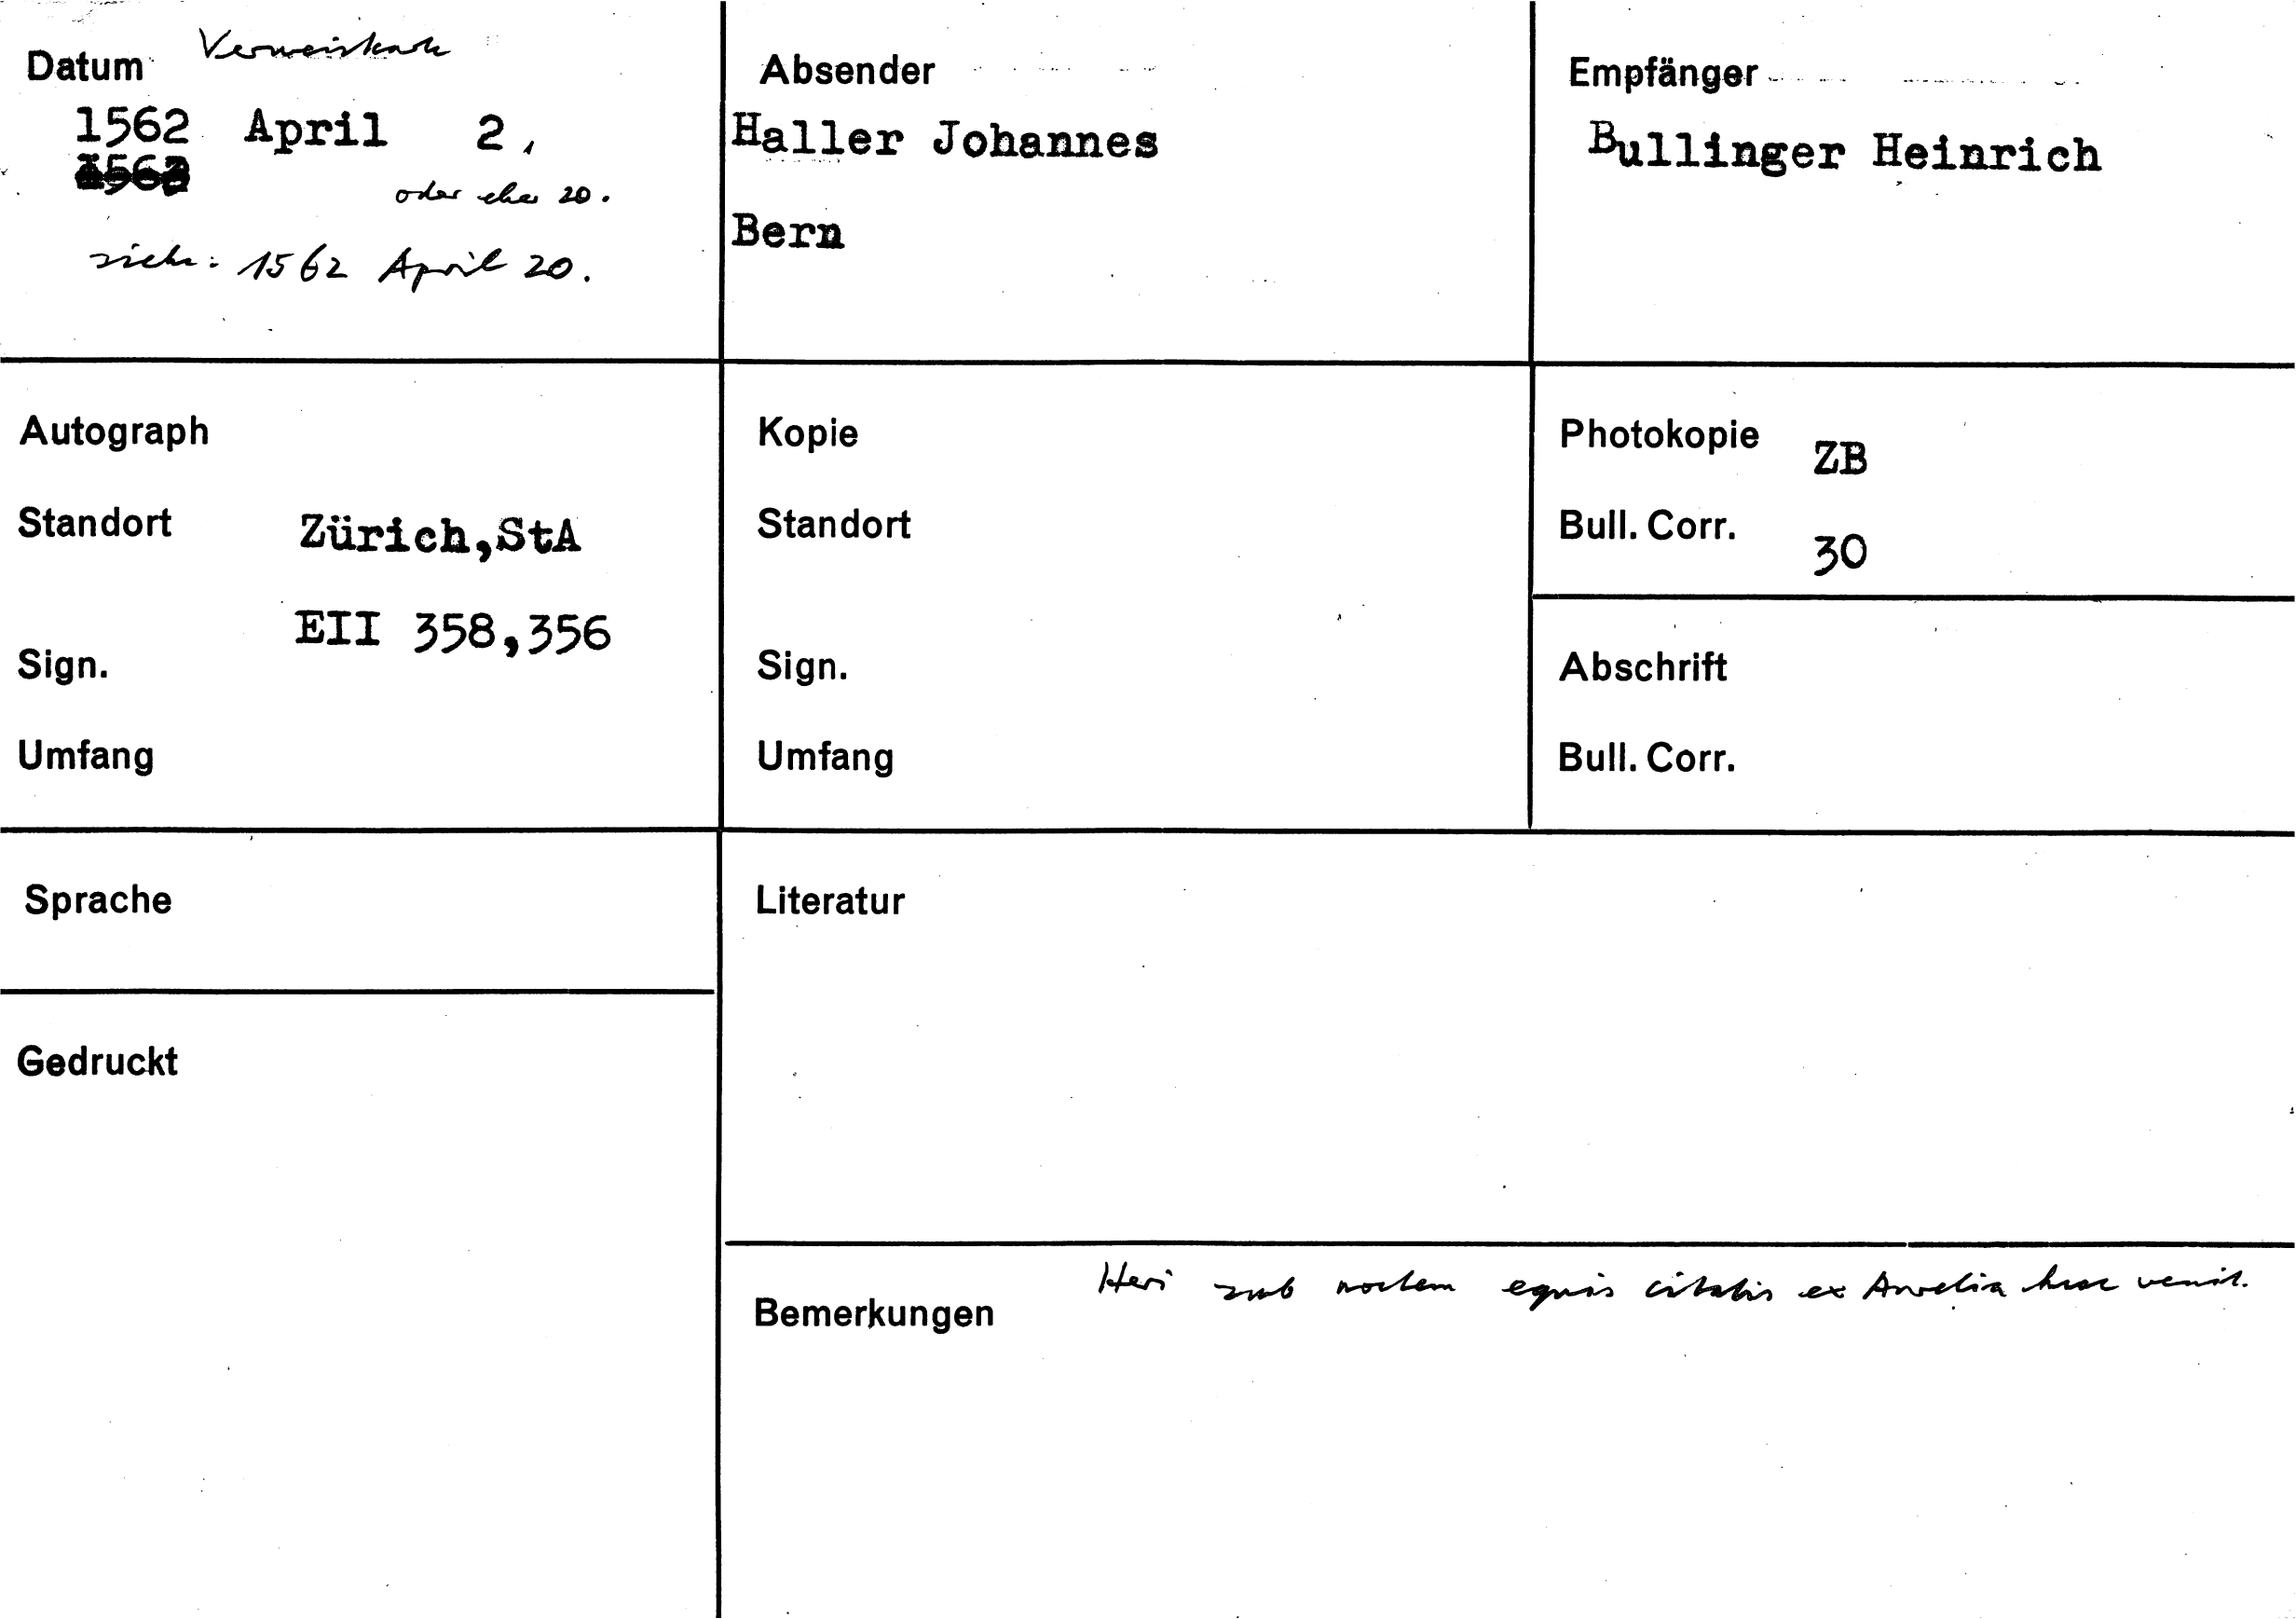 Datum Verweiskarte
1562 April 2.
1562
oder eher 20.
siehe: 1562 April 20.
Absender
Haller Johannes
Bern
Empfänger
Bullinger Heinrich
Autograph
Standort Zürich,StA
Sign. EII 358,356
Umfang
Kopie
Standort
Sign.
Umfang
Photokopie ZB
Bull. Corr. 30
Abschrift
Bull. Corr.
Sprache
Gedruckt
Literatur
Bemerkungen Heri sub noctem equis citatis ex Aurelia huc venit.